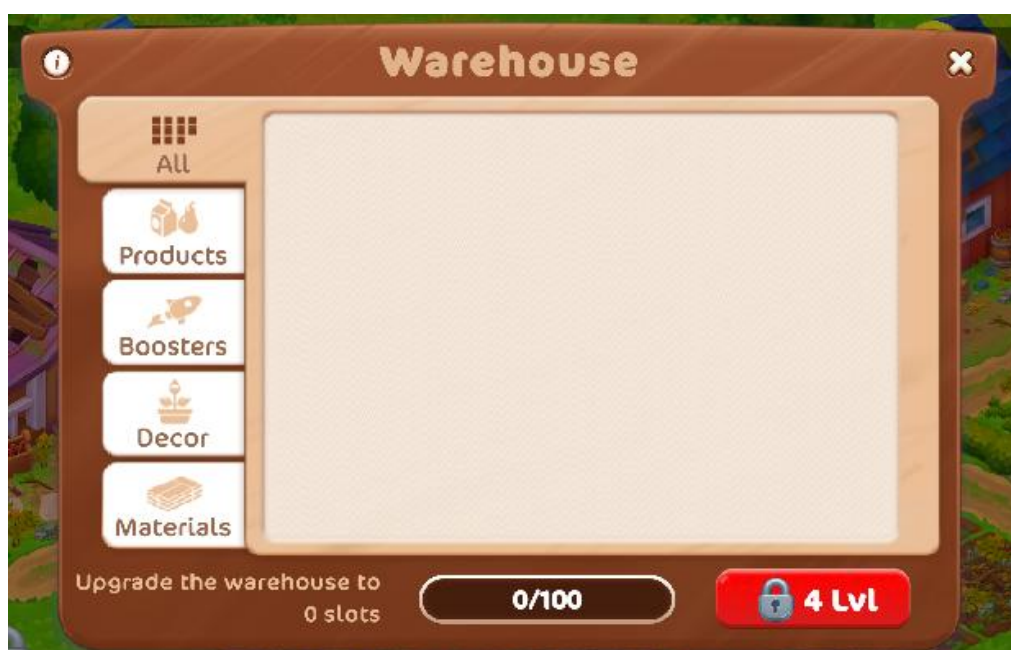 Warehouse
All
Products
Boosters
Decor
Materials
Upgrade the warehouse to
0 slots
0/100
4 Lvl